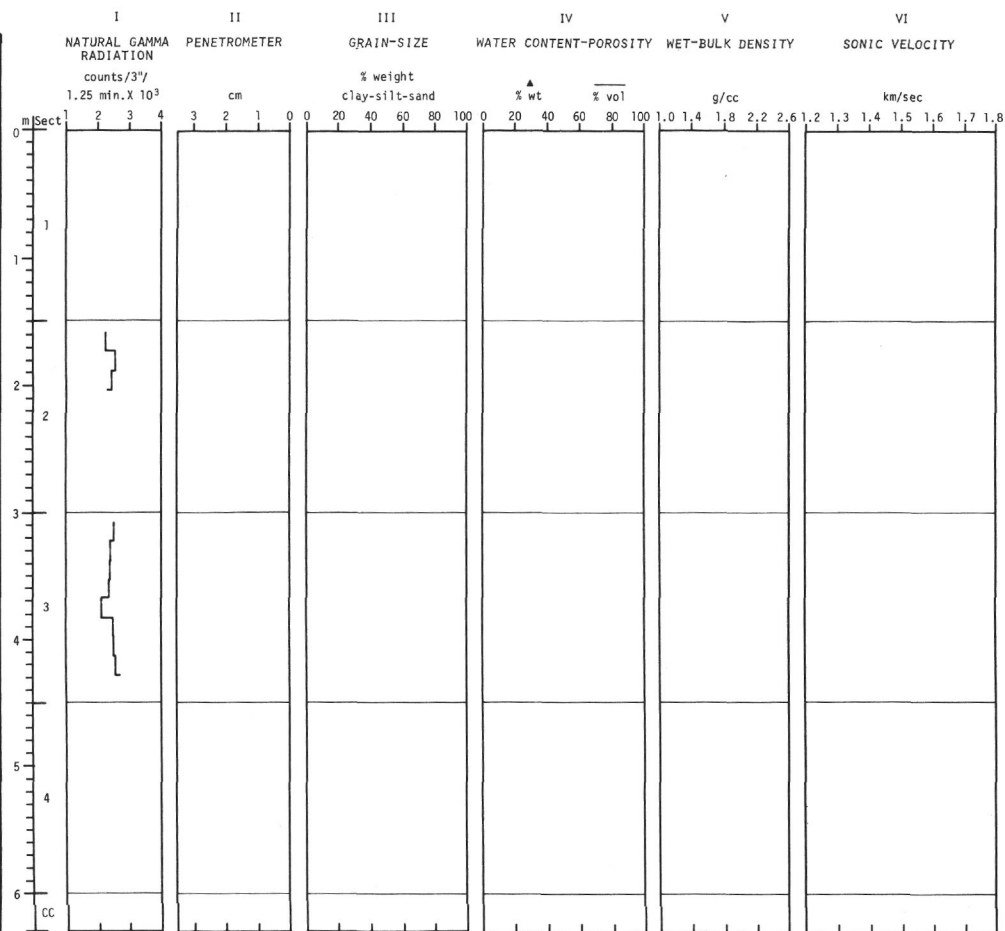 I II III IV V VI
NATURAL GAMMA PENETROMETER GRAIN-SIZE WATER CONTENT-POROSITY WET-BULK DENSITY SONIC VELOCITY
RADIATION
counts/3"/ % weight ▲
1.25 min.X 10³ cm clay-silt-sand % wt % vol g/cc km/sec
m Sect 1 2 3 4 3 2 1 0 0 20 40 60 80 100 0 20 40 60 80 100 1.0 1.4 1.8 2.2 2.6 1.2 1.3 1.4 1.5 1.6 1.7 1.8
0
1
1
2
2
3
3
4
5
4
6
CC